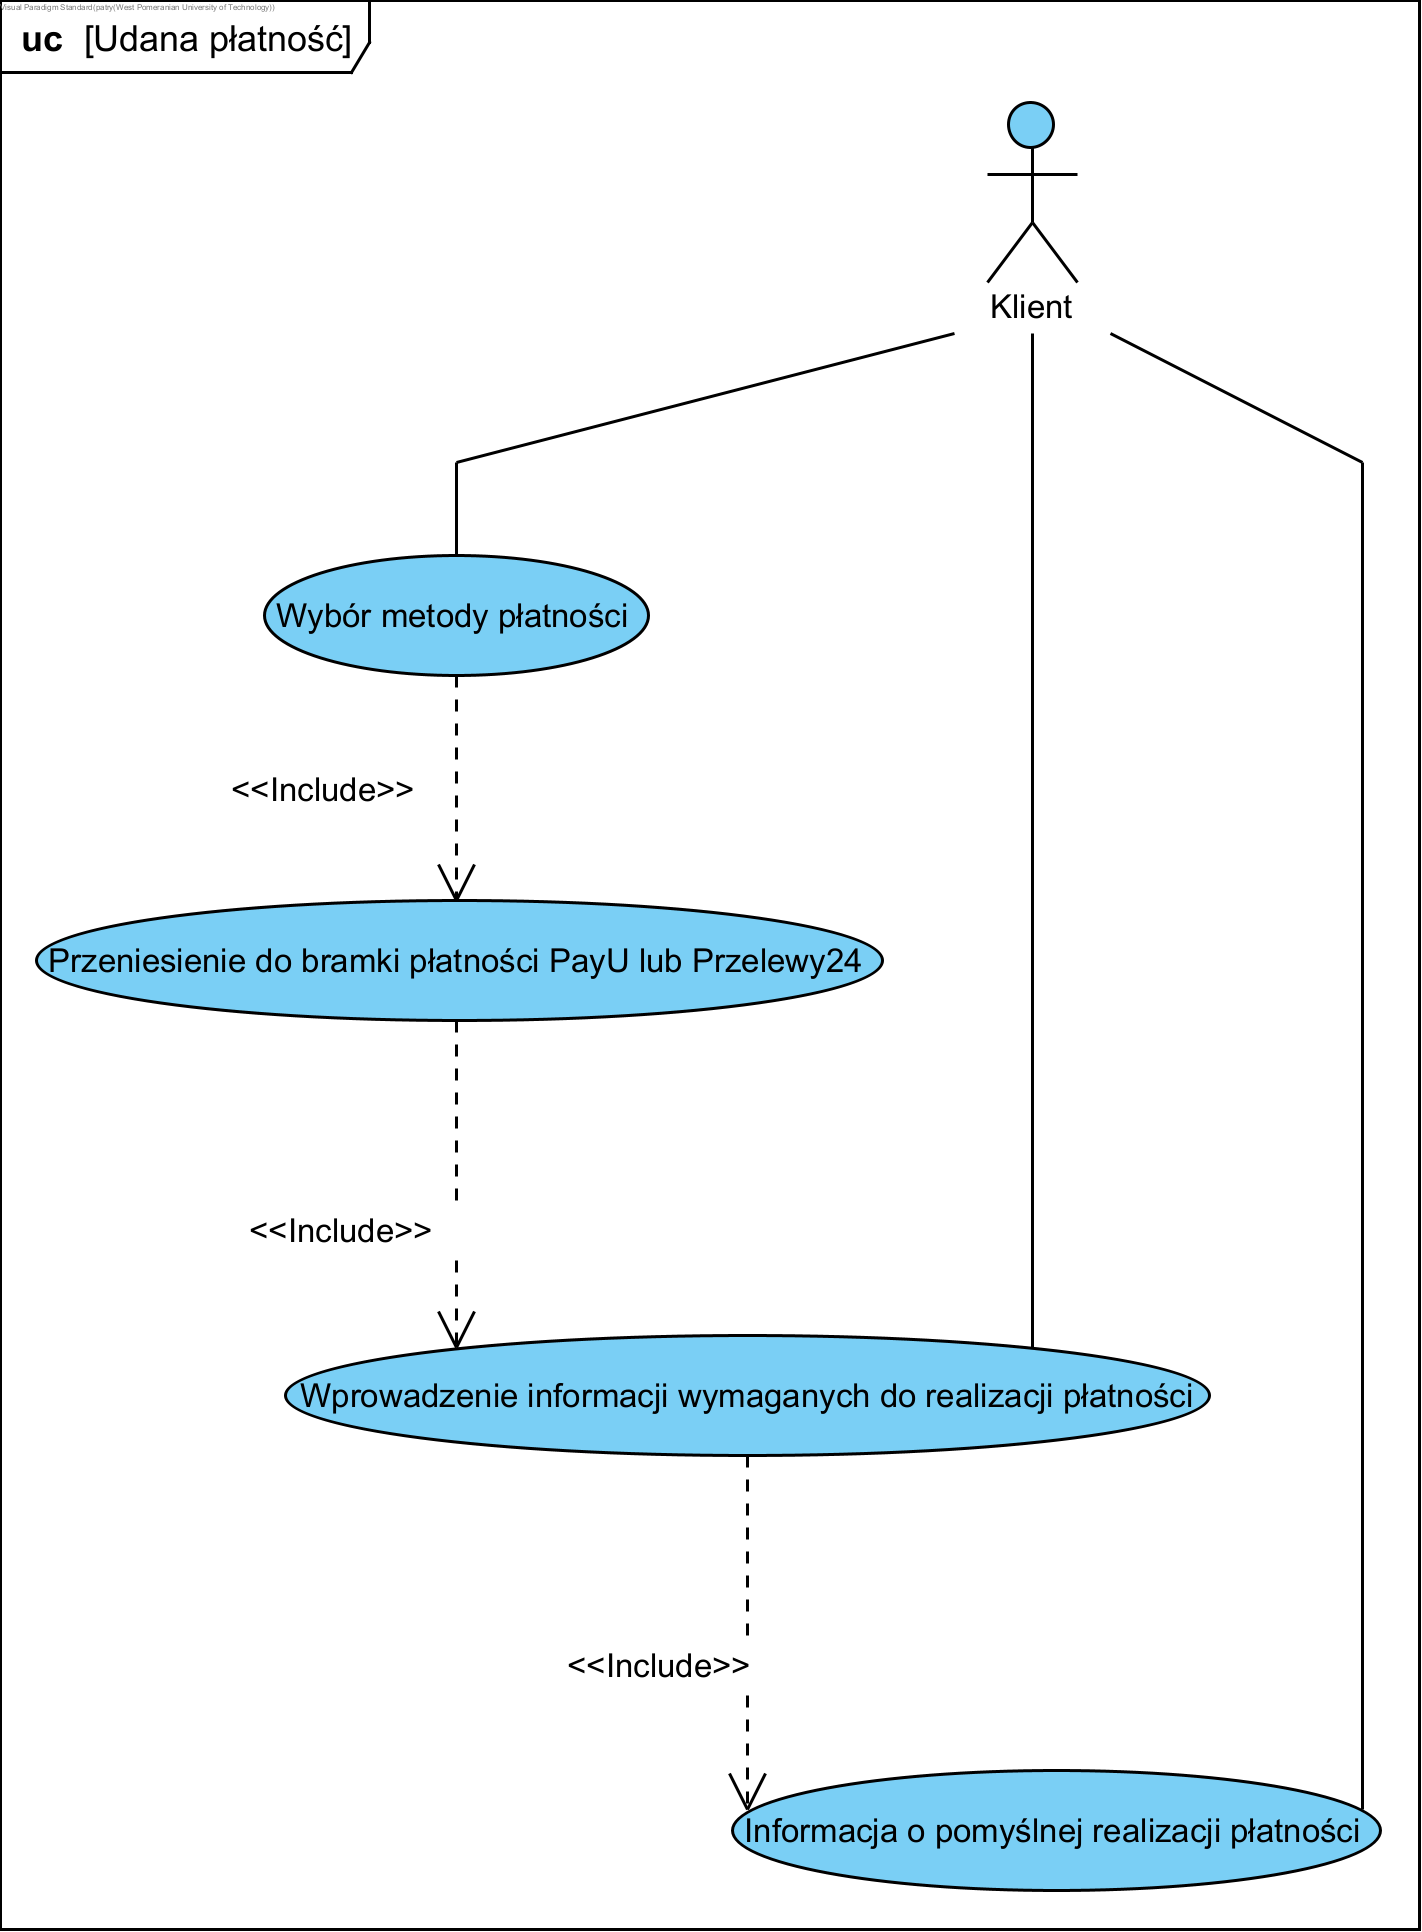 Visual Paradigm Standard(patry(West Pomeranian University of Technology))
uc [Udana płatność]
Klient
Wybór metody płatności
<<Include>>
Przeniesienie do bramki płatności PayU lub Przelewy24
<<Include>>
Wprowadzenie informacji wymaganych do realizacji płatności
<<Include>>
Informacja o pomyślnej realizacji płatności